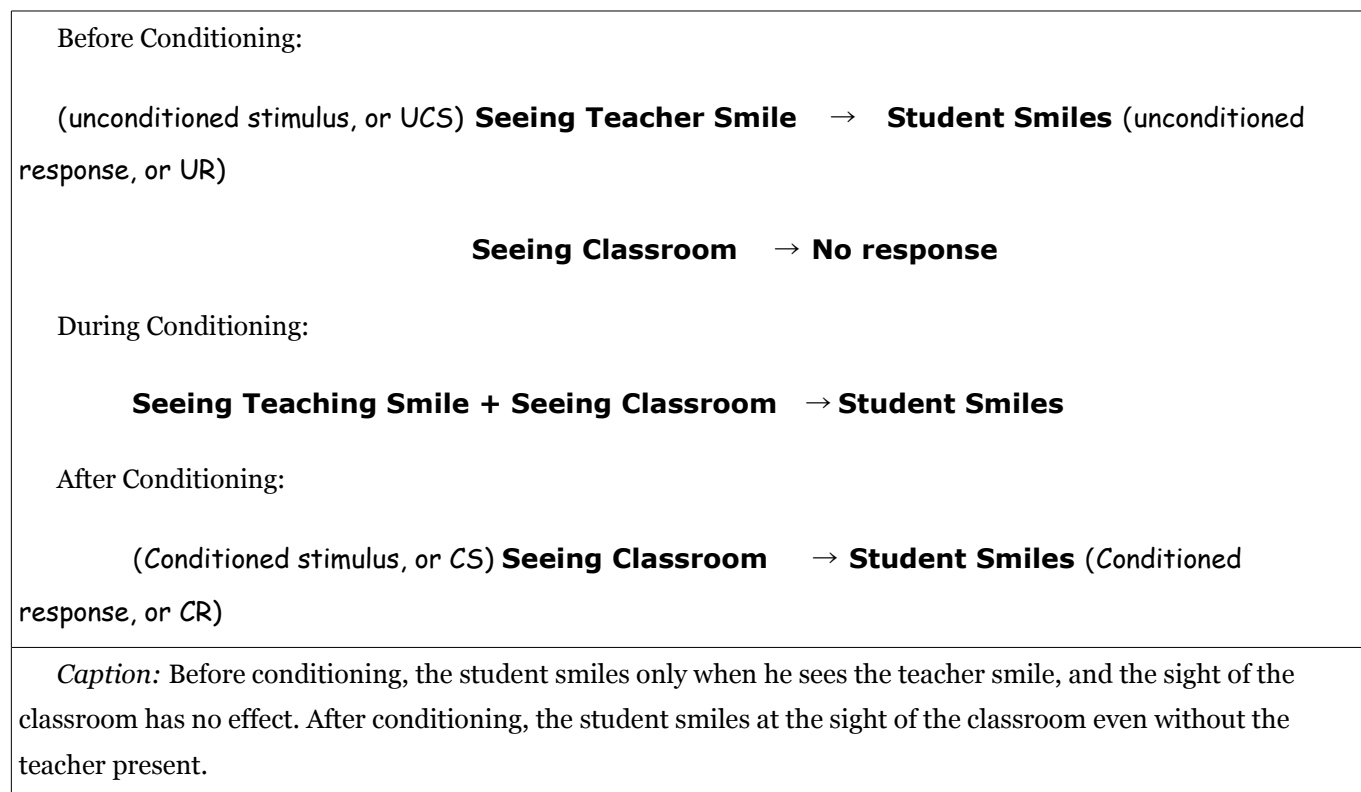 Before Conditioning:
(unconditioned stimulus, or UCS) Seeing Teacher Smile → Student Smiles (unconditioned
response, or UR)
Seeing Classroom → No response
During Conditioning:
Seeing Teaching Smile + Seeing Classroom → Student Smiles
After Conditioning:
(Conditioned stimulus, or CS) Seeing Classroom → Student Smiles (Conditioned
response, or CR)
Caption: Before conditioning, the student smiles only when he sees the teacher smile, and the sight of the
classroom has no effect. After conditioning, the student smiles at the sight of the classroom even without the
teacher present.